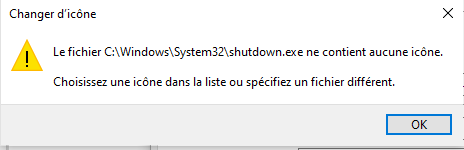 Changer d'icône
Le fichier C:\Windows\System32\shutdown.exe ne contient aucune icône.
Choisissez une icône dans la liste ou spécifiez un fichier différent.
OK